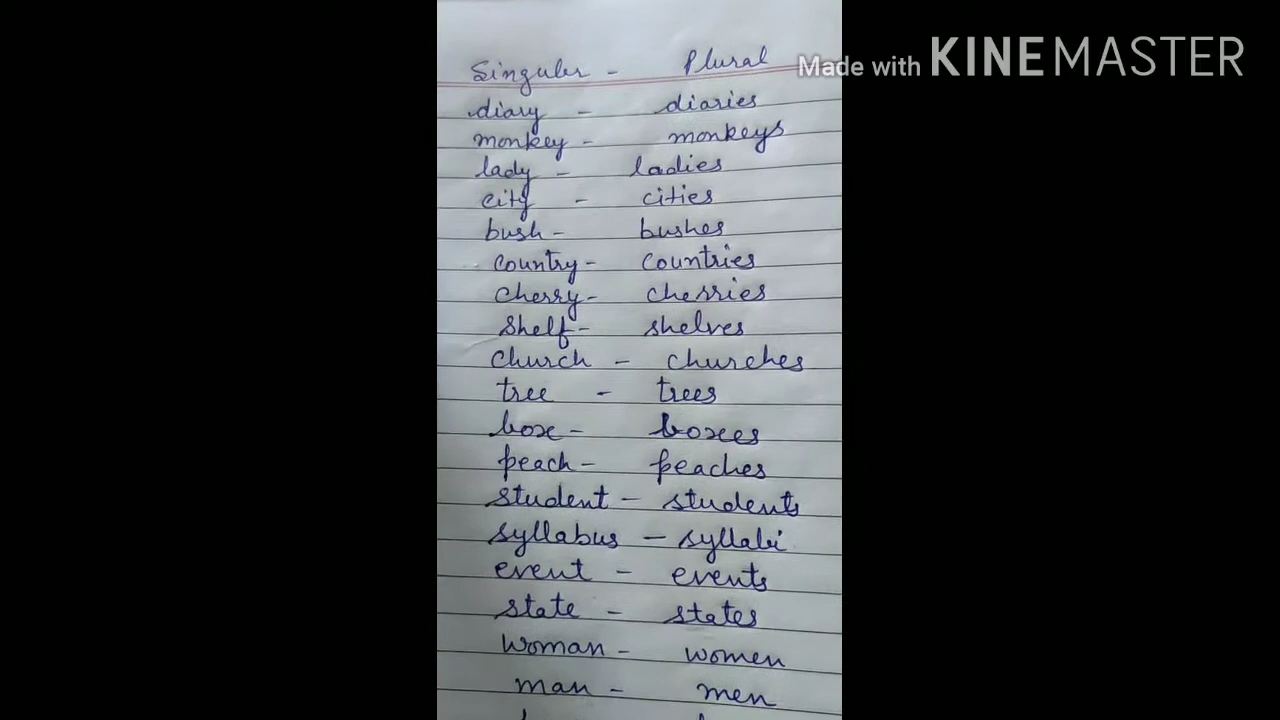 Made with KINEMASTER
Singular - Plural
diary - diaries
monkey - monkeys
lady - ladies
city - cities
bush - bushes
country - countries
cherry - cherries
shelf - shelves
church - churches
tree - trees
box - boxes
peach - peaches
student - students
syllabus - syllabi
event - events
state - states
woman - women
man - men